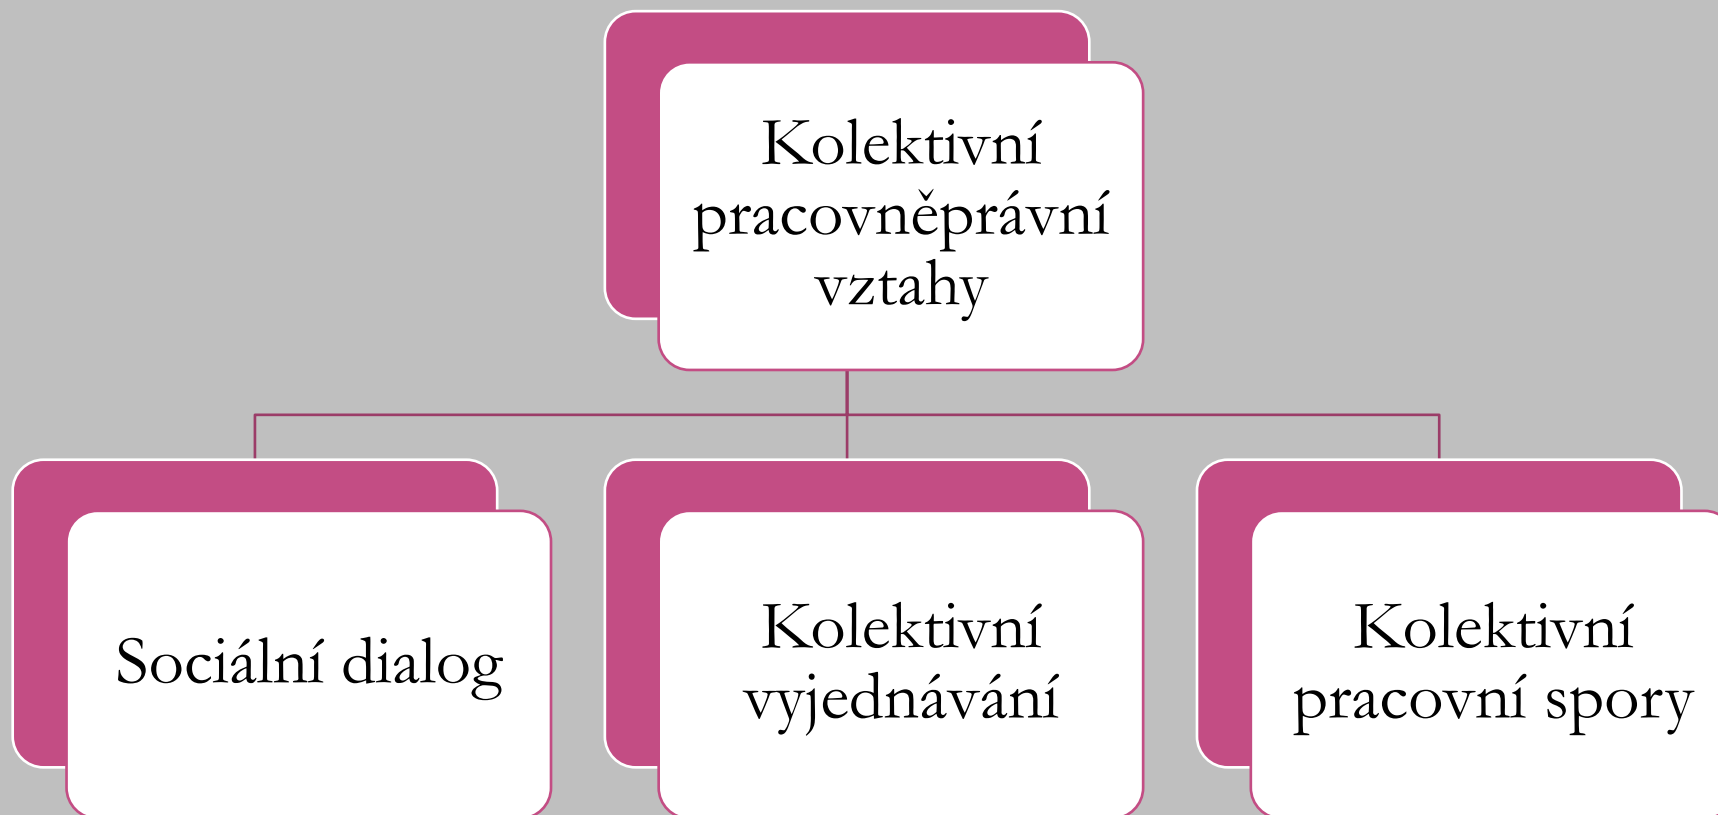 Kolektivní
pracovněprávní
vztahy
Sociální dialog
Kolektivní
vyjednávání
Kolektivní
pracovní spory